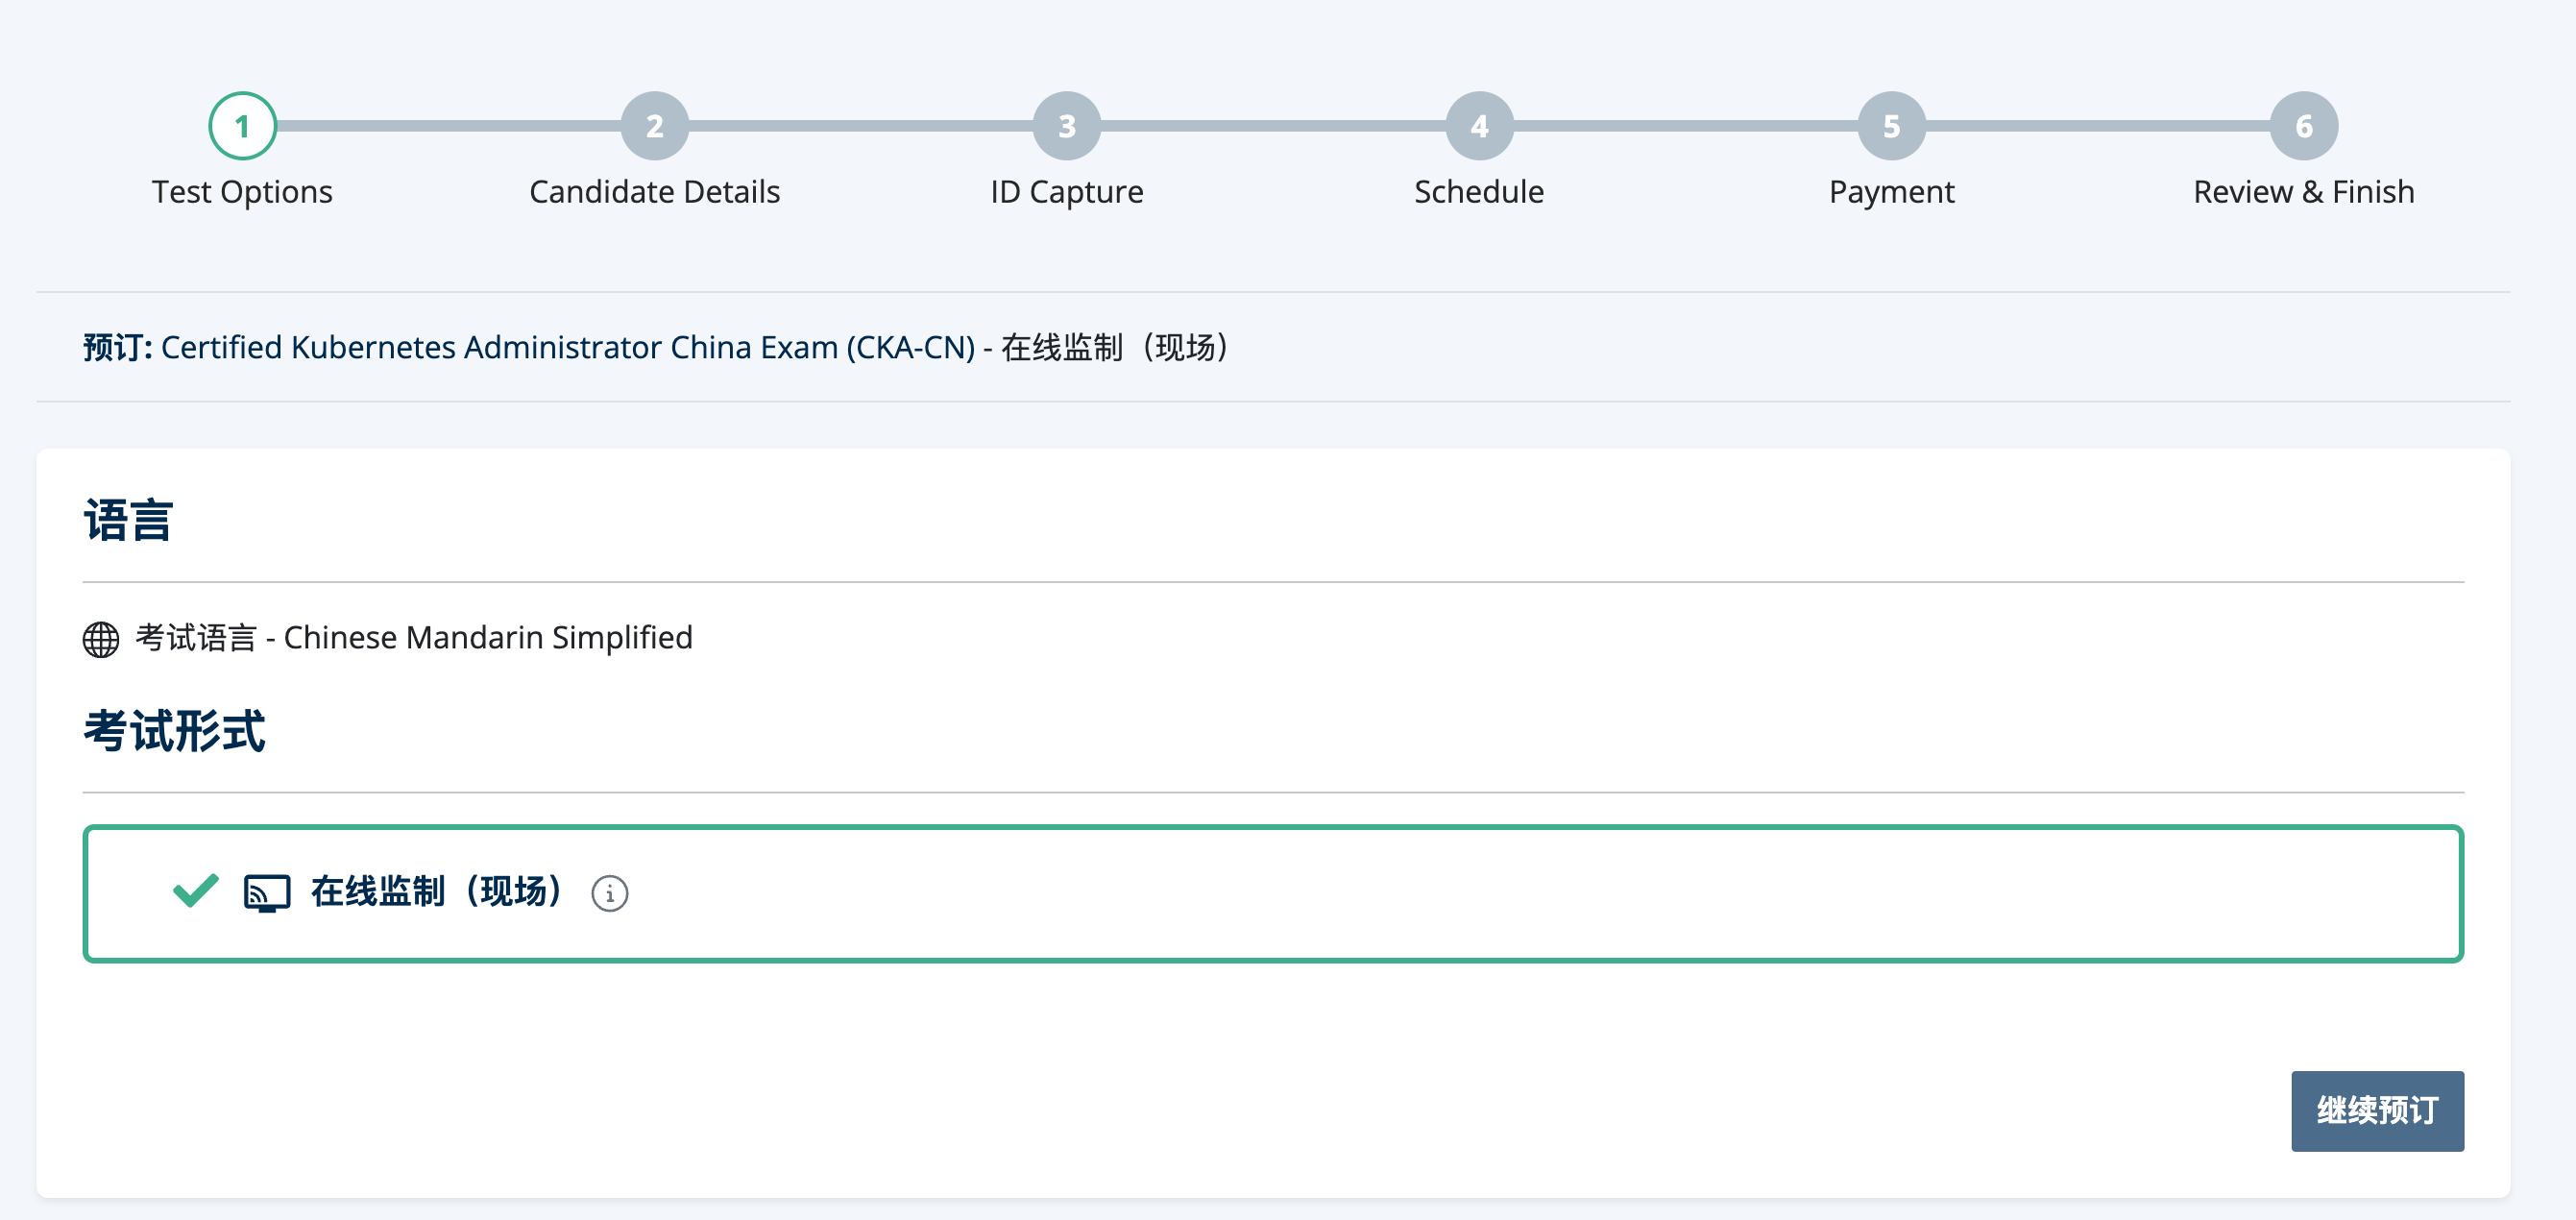 1 2 3 4 5 6
Test Options Candidate Details ID Capture Schedule Payment Review & Finish
预订: Certified Kubernetes Administrator China Exam (CKA-CN) - 在线监制（现场）
语言
考试语言 - Chinese Mandarin Simplified
考试形式
在线监制（现场）
继续预订